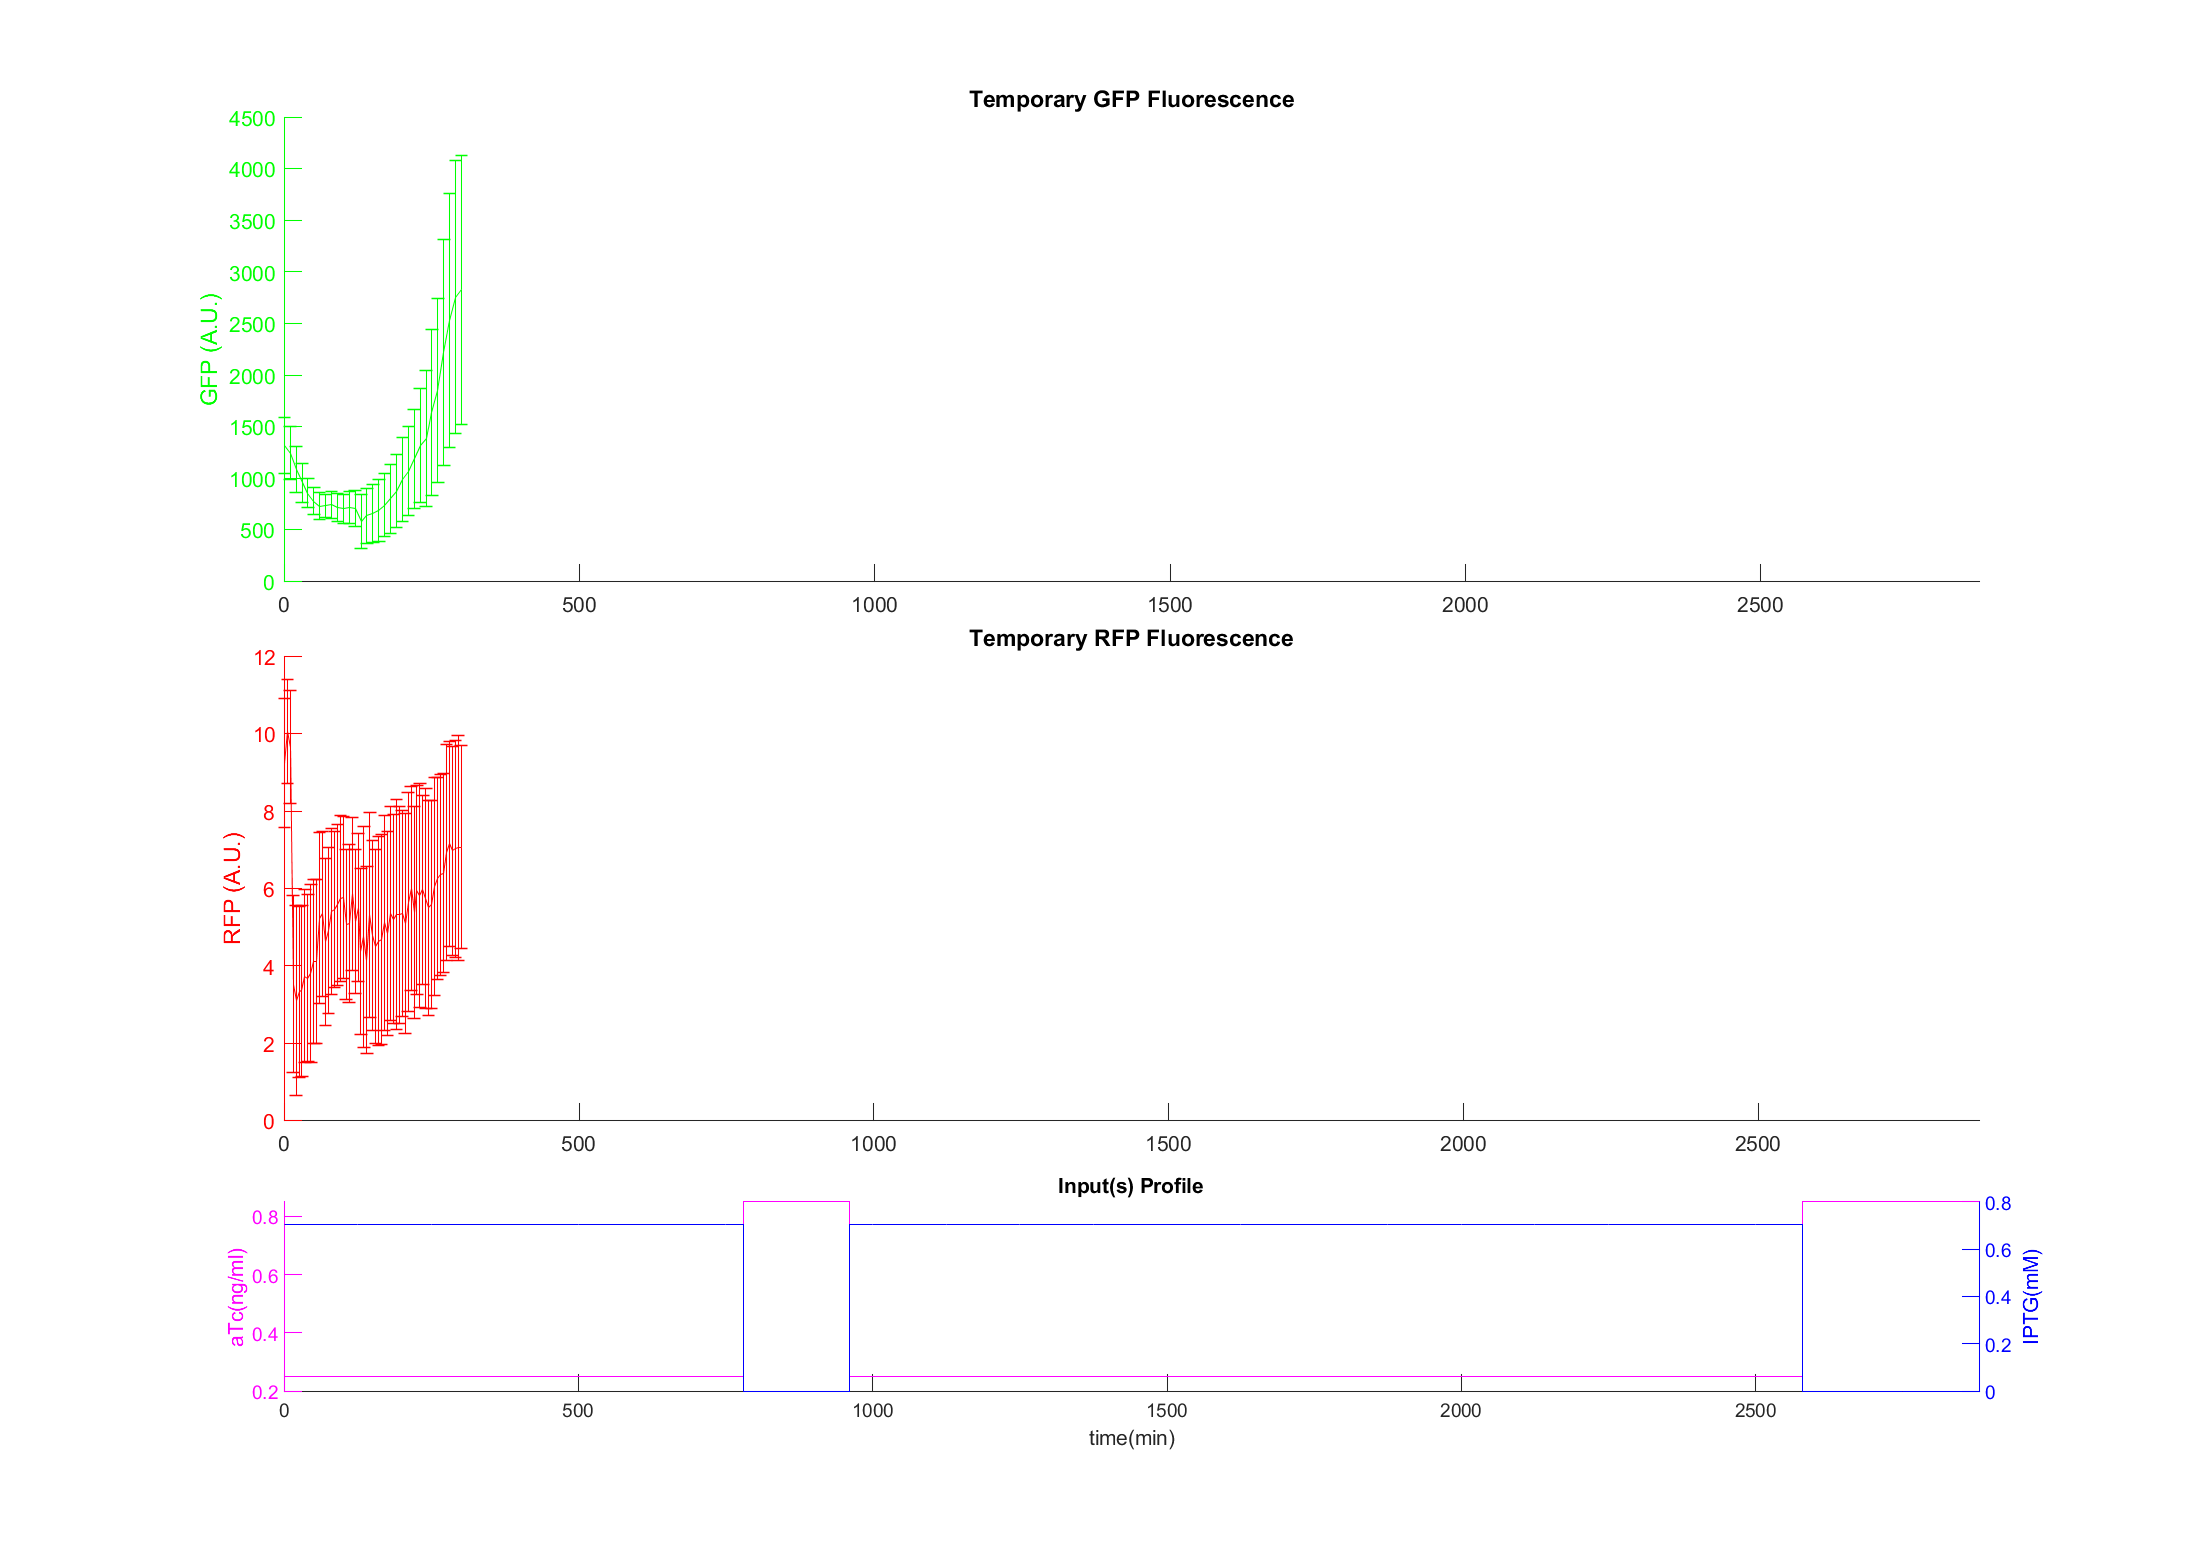 Temporary GFP Fluorescence
4500
4000
3500
3000
2500
2000
1500
1000
500
0
GFP (A.U.)
0 500 1000 1500 2000 2500
Temporary RFP Fluorescence
12
10
8
6
4
2
0
RFP (A.U.)
0 500 1000 1500 2000 2500
Input(s) Profile
0.8
0.6
0.4
0.2
aTc(ng/ml)
0.8
0.6
0.4
0.2
0
IPTG(mM)
0 500 1000 1500 2000 2500
time(min)